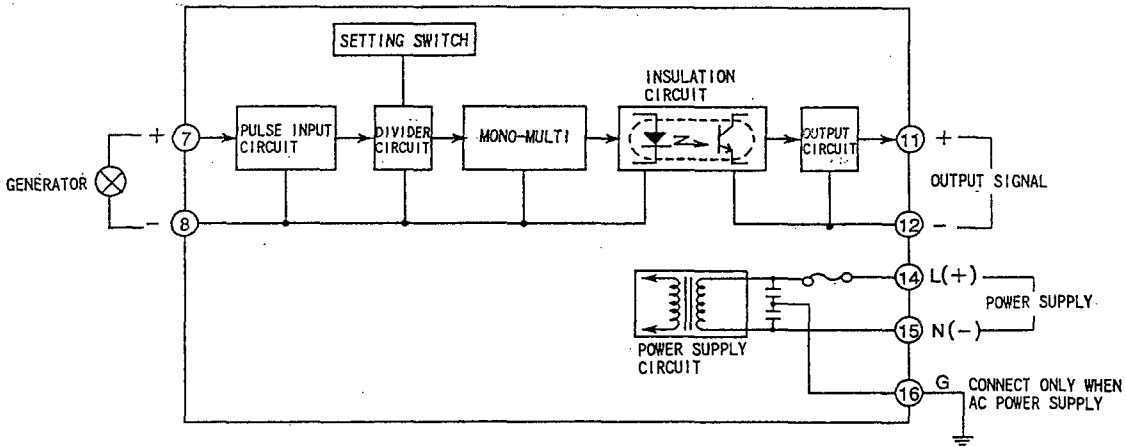 SETTING SWITCH
INSULATION
CIRCUIT
PULSE INPUT
CIRCUIT
DIVIDER
CIRCUIT
MONO-MULTI
OUTPUT
CIRCUIT
+
7
11
+
GENERATOR
OUTPUT SIGNAL
-
8
12
-
14
L(+)
POWER SUPPLY
15
N(-)
POWER SUPPLY
CIRCUIT
16
G
CONNECT ONLY WHEN
AC POWER SUPPLY